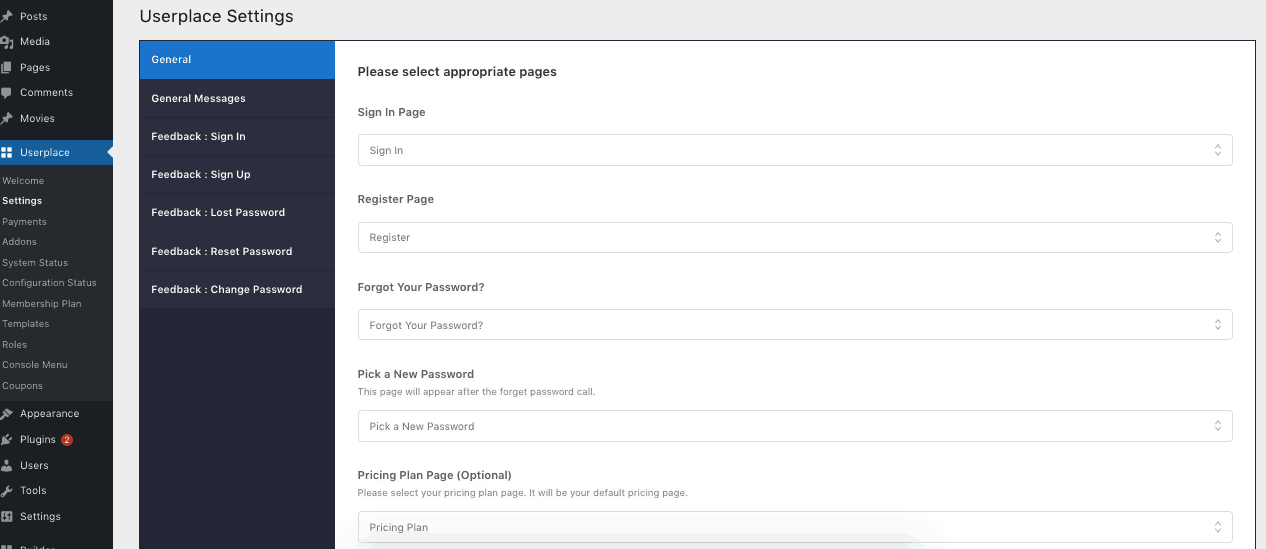 Posts
Media
Pages
Comments
Movies
Userplace
Welcome
Settings
Payments
Addons
System Status
Configuration Status
Membership Plan
Templates
Roles
Console Menu
Coupons
Appearance
Plugins 2
Users
Tools
Settings
Userplace Settings
General
General Messages
Feedback : Sign In
Feedback : Sign Up
Feedback : Lost Password
Feedback : Reset Password
Feedback : Change Password
Please select appropriate pages
Sign In Page
Sign In
Register Page
Register
Forgot Your Password?
Forgot Your Password?
Pick a New Password
This page will appear after the forget password call.
Pick a New Password
Pricing Plan Page (Optional)
Please select your pricing plan page. It will be your default pricing page.
Pricing Plan